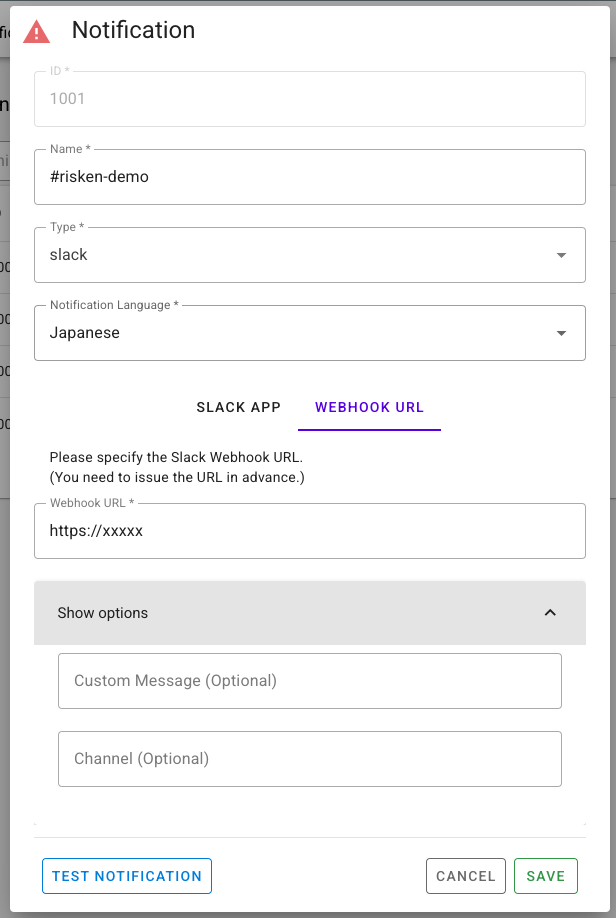 Notification
ID *
1001
Name *
#risken-demo
Type *
slack
Notification Language *
Japanese
SLACK APP
WEBHOOK URL
Please specify the Slack Webhook URL.
(You need to issue the URL in advance.)
Webhook URL *
https://xxxxx
Show options
Custom Message (Optional)
Channel (Optional)
TEST NOTIFICATION
CANCEL
SAVE